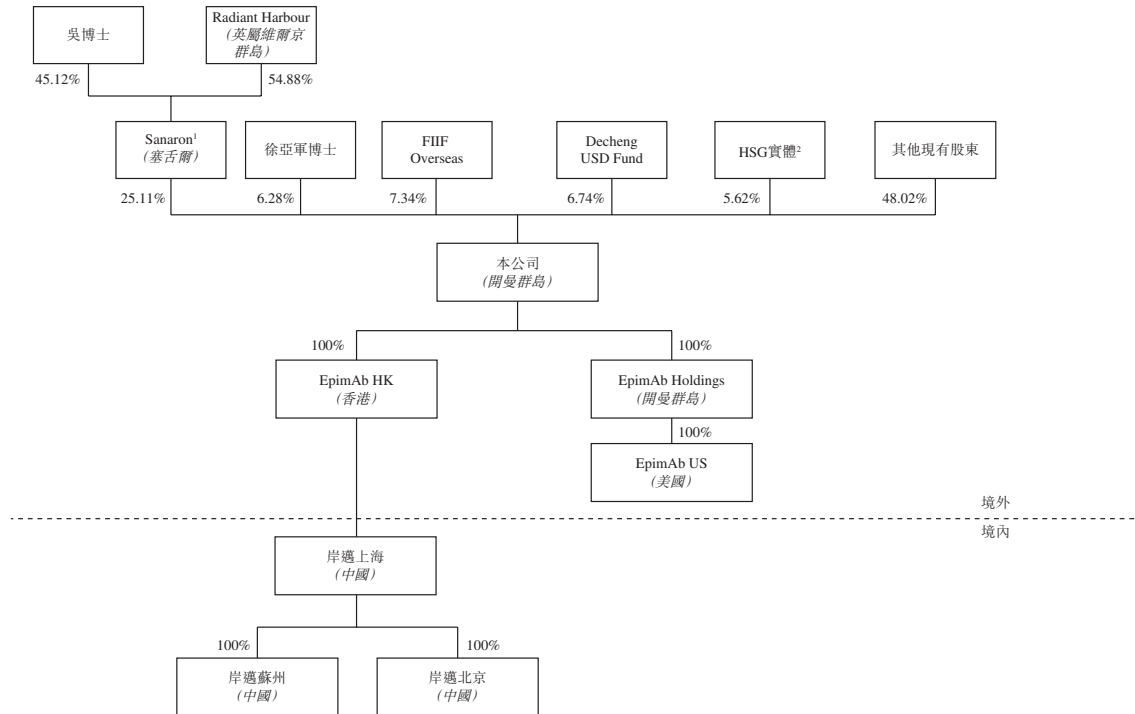 吳博士
Radiant Harbour
(英屬維爾京
群島)
45.12%
54.88%
Sanaron¹
(塞舌爾)
徐亞軍博士
FIIF
Overseas
Decheng
USD Fund
HSG實體²
其他現有股東
25.11%
6.28%
7.34%
6.74%
5.62%
48.02%
本公司
(開曼群島)
100%
100%
EpimAb HK
(香港)
EpimAb Holdings
(開曼群島)
100%
EpimAb US
(美國)
境外
境內
岸邁上海
(中國)
100%
100%
岸邁蘇州
(中國)
岸邁北京
(中國)